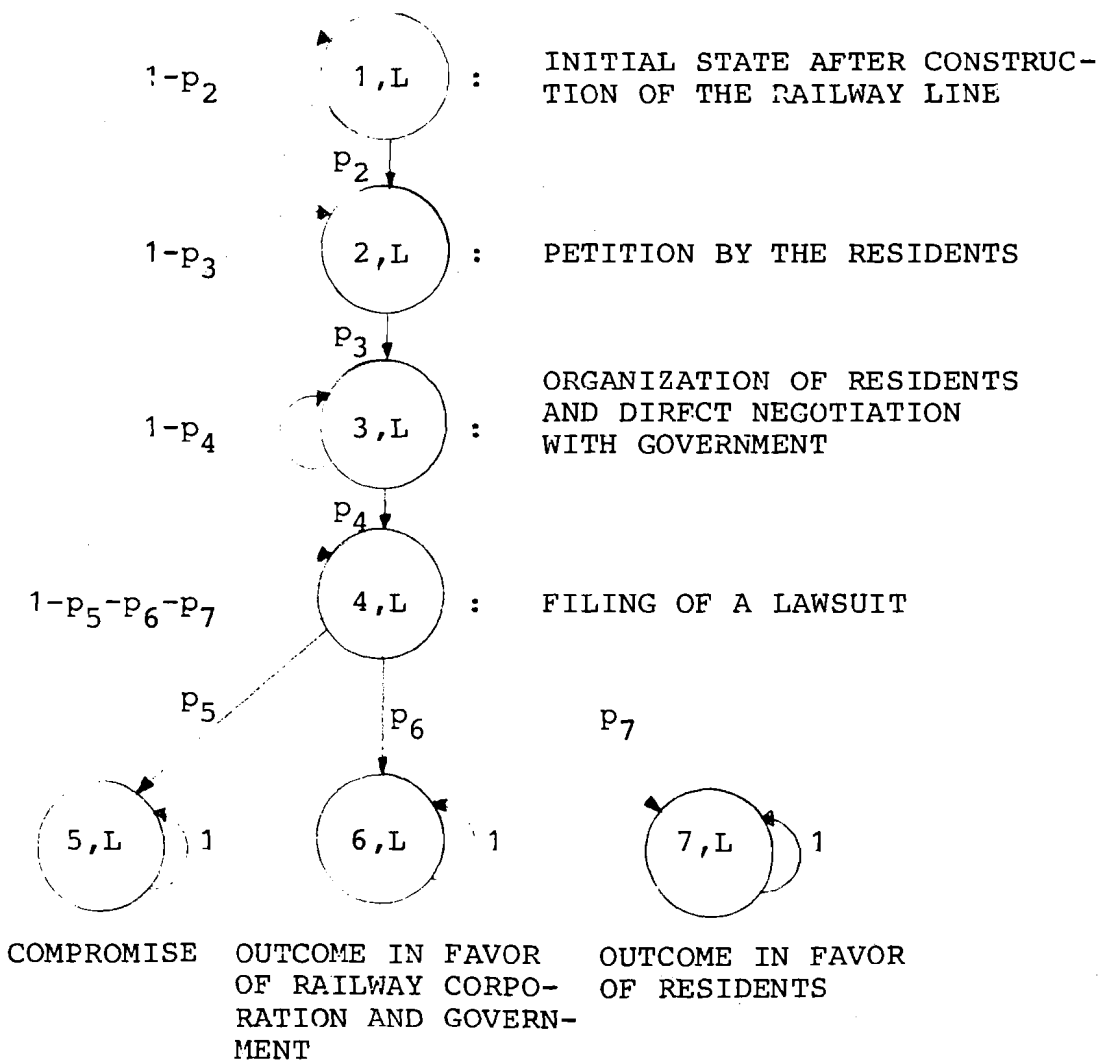 1-p2 1,L : INITIAL STATE AFTER CONSTRUC-
TION OF THE RAILWAY LINE
p2
1-p3 2,L : PETITION BY THE RESIDENTS
p3
ORGANIZATION OF RESIDENTS
1-p4 3,L : AND DIRECT NEGOTIATION
WITH GOVERNMENT
p4
1-p5-p6-p7 4,L : FILING OF A LAWSUIT
p5 p6 p7
5,L 1 6,L 1 7,L 1
COMPROMISE OUTCOME IN FAVOR OUTCOME IN FAVOR
OF RAILWAY CORPO- OF RESIDENTS
RATION AND GOVERN-
MENT